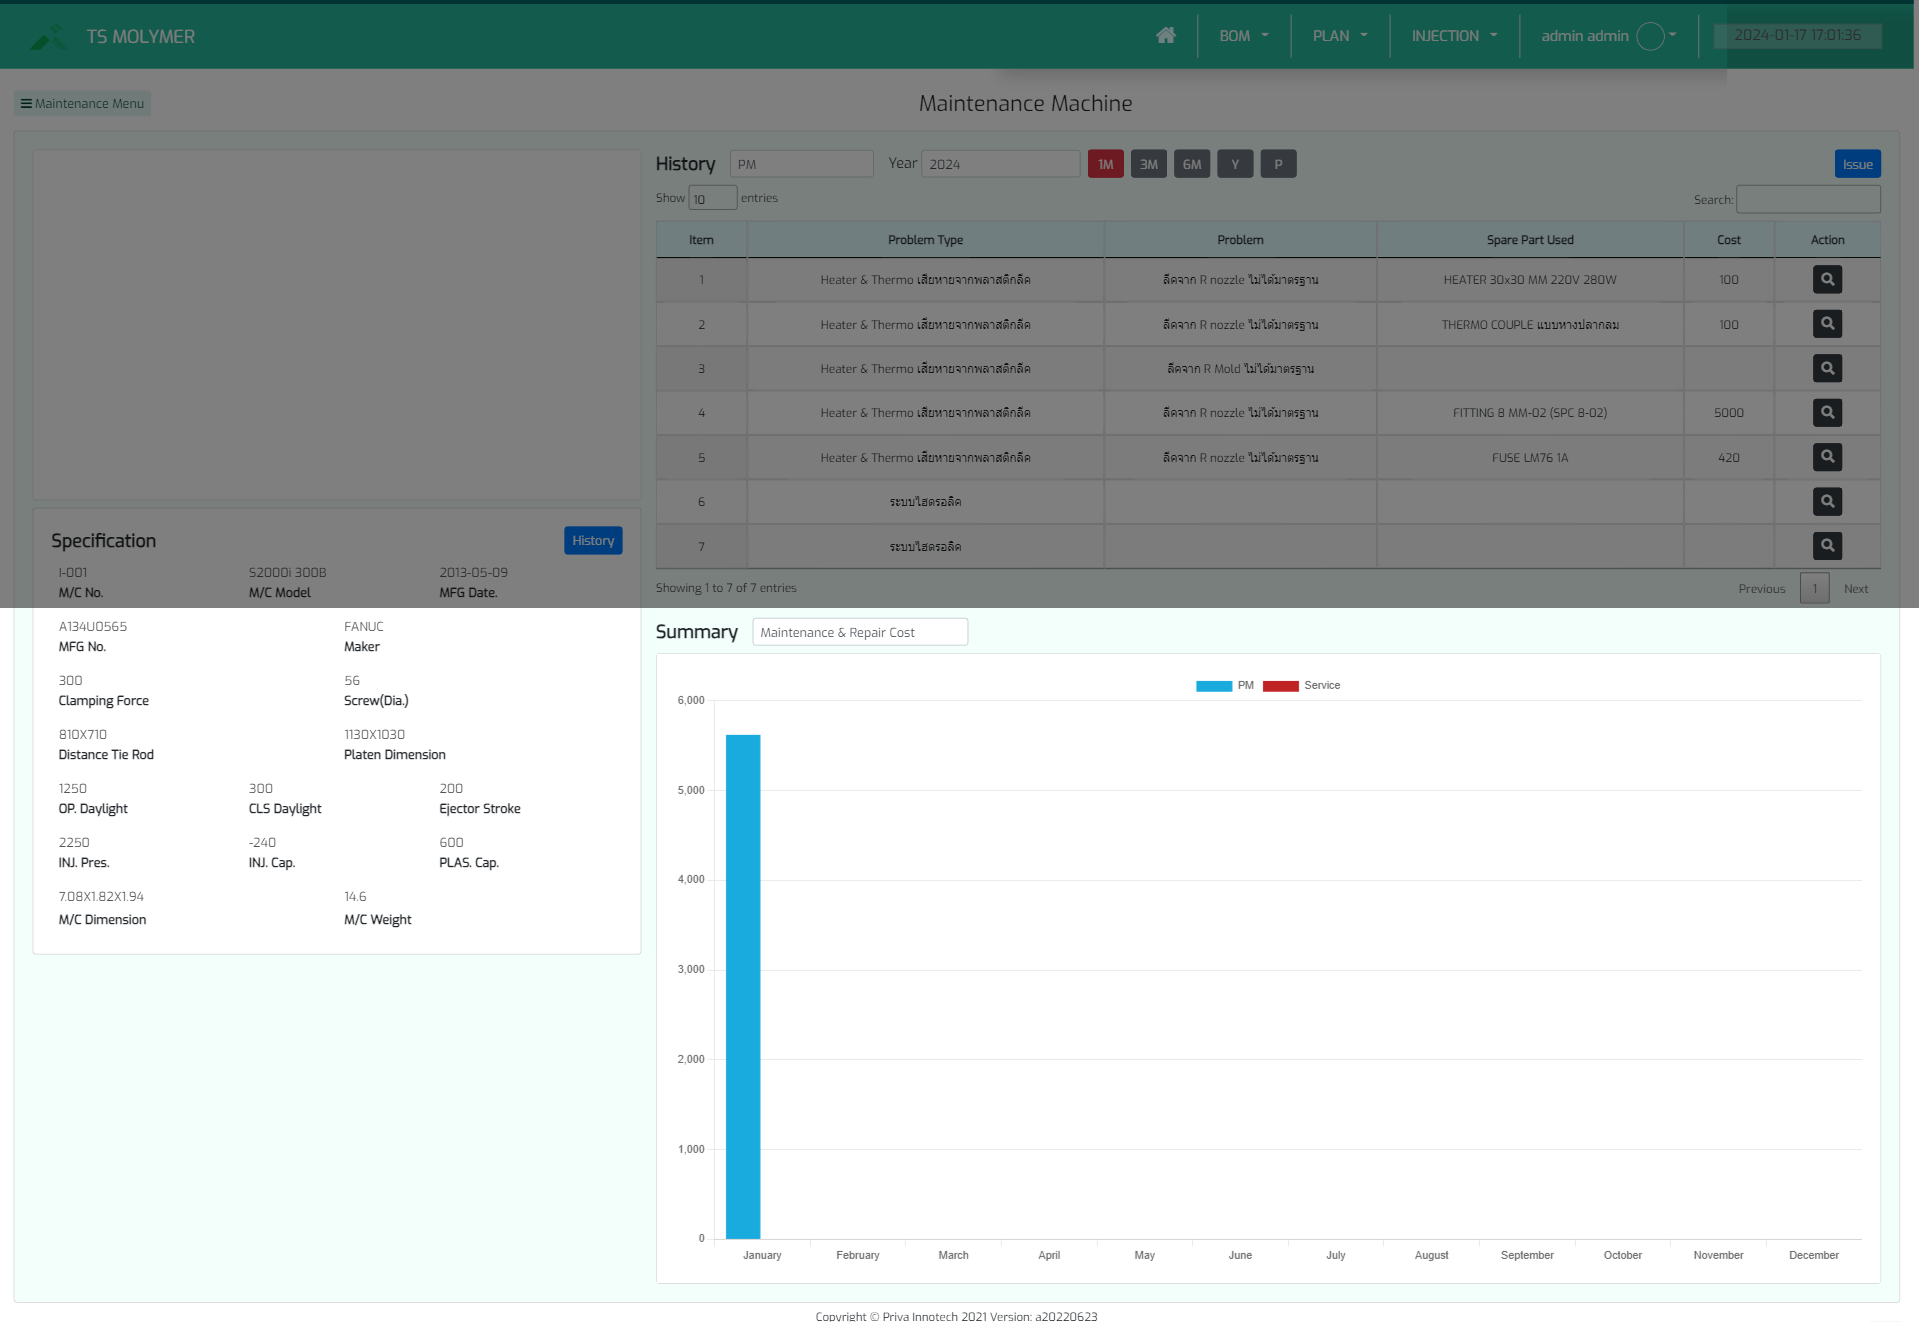 TS MOLYMER
BOM
PLAN
INJECTION
admin admin
2024-01-17 17:01:36
Maintenance Menu
Maintenance Machine
History PM Year 2024 1M 3M 6M Y P Issue
Show 10 entries Search:
Item Problem Type Problem Spare Part Used Cost Action
1 Heater & Thermo เสียหายจากพลาสติกลีค ลีคจาก R nozzle ไม่ได้มาตรฐาน HEATER 30x30 MM 220V 280W 100
2 Heater & Thermo เสียหายจากพลาสติกลีค ลีคจาก R nozzle ไม่ได้มาตรฐาน THERMO COUPLE แบบหางปลากลม 100
3 Heater & Thermo เสียหายจากพลาสติกลีค ลีคจาก R Mold ไม่ได้มาตรฐาน
4 Heater & Thermo เสียหายจากพลาสติกลีค ลีคจาก R nozzle ไม่ได้มาตรฐาน FITTING 8 MM-02 (SPC 8-02) 5000
5 Heater & Thermo เสียหายจากพลาสติกลีค ลีคจาก R nozzle ไม่ได้มาตรฐาน FUSE LM76 1A 420
6 ระบบไฮดรอลิค
7 ระบบไฮดรอลิค
Showing 1 to 7 of 7 entries Previous 1 Next
Specification History
I-001 S2000i 300B 2013-05-09
M/C No. M/C Model MFG Date.
A134U0565 FANUC
MFG No. Maker
300 56
Clamping Force Screw(Dia.)
810X710 1130X1030
Distance Tie Rod Platen Dimension
1250 300 200
OP. Daylight CLS Daylight Ejector Stroke
2250 -240 600
INJ. Pres. INJ. Cap. PLAS. Cap.
7.08X1.82X1.94 14.6
M/C Dimension M/C Weight
Summary Maintenance & Repair Cost
PM Service
6,000
5,000
4,000
3,000
2,000
1,000
0
January February March April May June July August September October November December
Copyright © Priva Innotech 2021 Version: a20220623